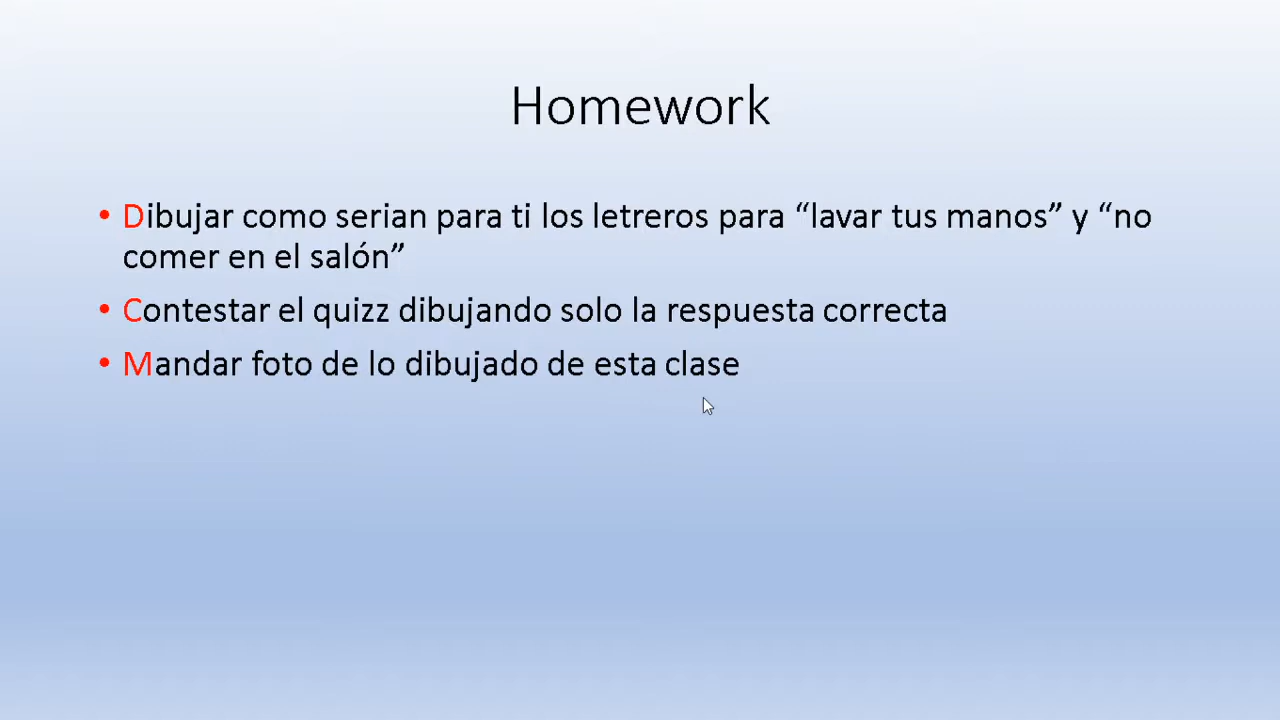 Homework
• Dibujar como serian para ti los letreros para “lavar tus manos” y “no
comer en el salón”
• Contestar el quizz dibujando solo la respuesta correcta
• Mandar foto de lo dibujado de esta clase